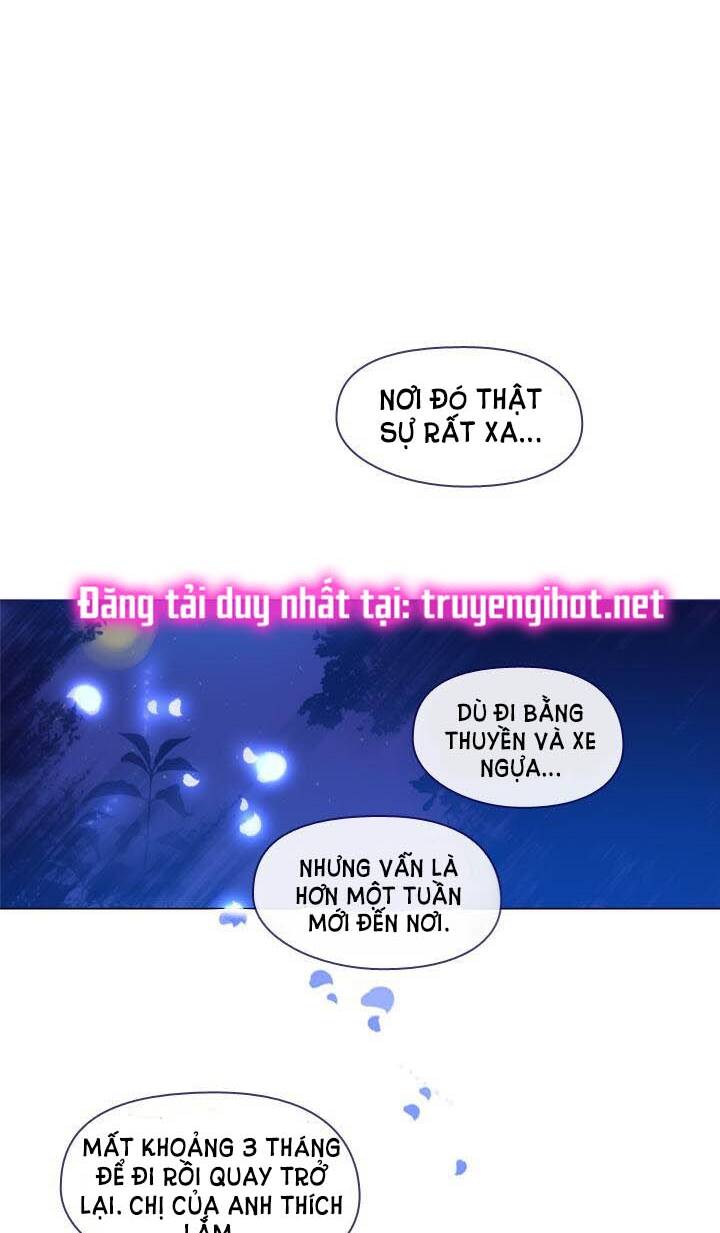 NƠI ĐÓ THẬT
SỰ RẤT XA...
Đăng tải duy nhất tại: truyengihot.net
DÙ ĐI BẰNG
THUYỀN VÀ XE
NGỰA...
NHƯNG VẪN LÀ
HƠN MỘT TUẦN
MỚI ĐẾN NƠI.
MẤT KHOẢNG 3 THÁNG
ĐỂ ĐI RỒI QUAY TRỞ
LẠI. CHỊ CỦA ANH THÍCH
LẮM